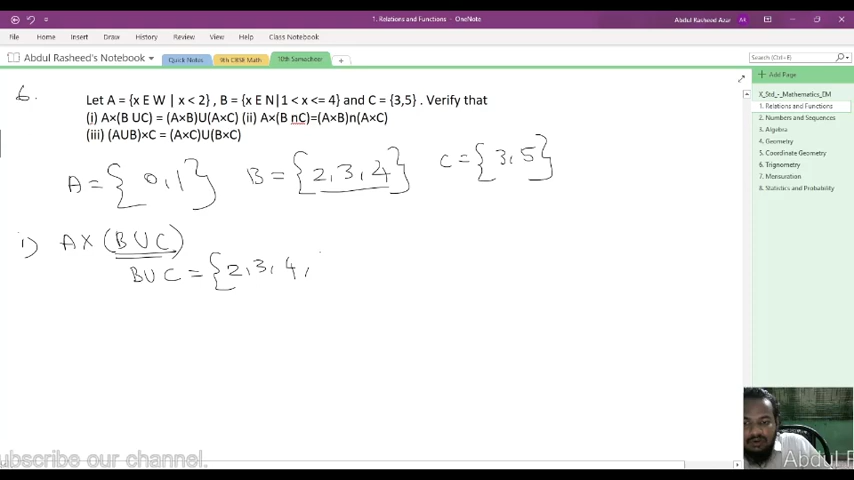 1. Relations and Functions - OneNote
Abdul Rasheed Azar AR
File Home Insert Draw History Review View Help Class Notebook
Abdul Rasheed's Notebook Quick Notes 9th CBSE Math 10th Samacheer
Search (Ctrl+E)
Add Page
X_Std_-_Mathematics_EM
1. Relations and Functions
2. Numbers and Sequences
3. Algebra
4. Geometry
5. Coordinate Geometry
6. Trignometry
7. Mensuration
8. Statistics and Probability
6.
Let A = {x E W | x < 2} , B = {x E N|1 < x <= 4) and C = {3,5} . Verify that
(i) A×(B UC) = (A×B)U(A×C) (ii) A×(B nC)=(A×B)n(A×C)
(iii) (AUB)×C = (A×C)U(B×C)
A = {0,1} B = {2,3,4} C = {3,5}
i) A X (B U C)
B U C = {2,3,4,
ubscribe our channel.
Abdul R